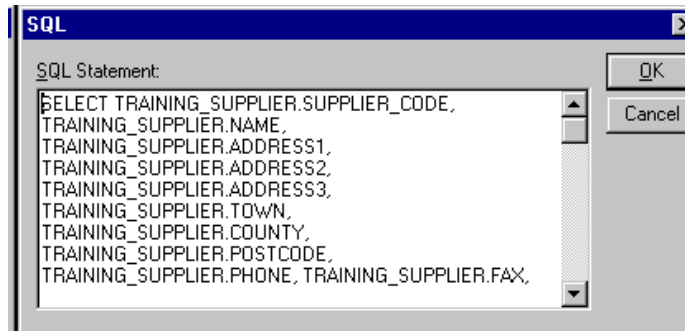 SQL
SQL Statement:
SELECT TRAINING_SUPPLIER.SUPPLIER_CODE,
TRAINING_SUPPLIER.NAME,
TRAINING_SUPPLIER.ADDRESS1,
TRAINING_SUPPLIER.ADDRESS2,
TRAINING_SUPPLIER.ADDRESS3,
TRAINING_SUPPLIER.TOWN,
TRAINING_SUPPLIER.COUNTY,
TRAINING_SUPPLIER.POSTCODE,
TRAINING_SUPPLIER.PHONE, TRAINING_SUPPLIER.FAX,
OK
Cancel